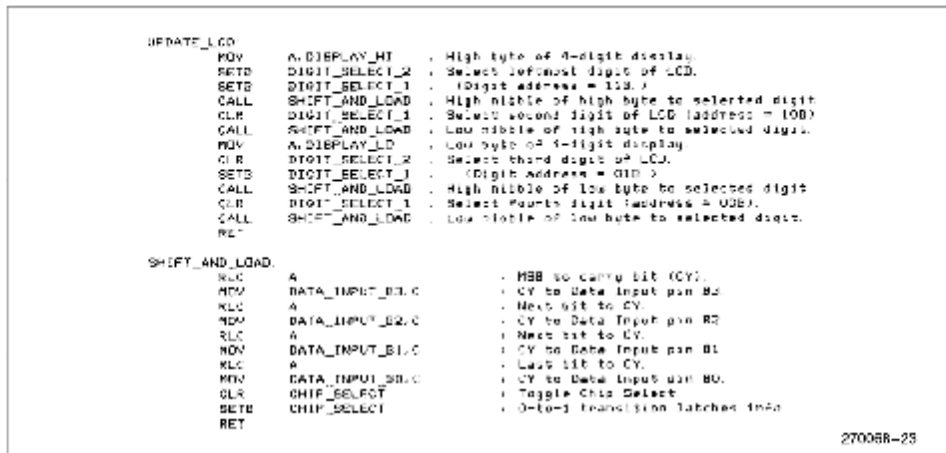 UPDATE_LCD:
MOV A,DISPLAY_HI ; High byte of 4-digit display.
SETB DIGIT_SELECT_2 ; Select leftmost digit of LCD.
SETB DIGIT_SELECT_1 ; (Digit address = 11B.)
CALL SHIFT_AND_LOAD ; High nibble of high byte to selected digit
CLR DIGIT_SELECT_1 ; Select second digit of LCD (address = 10B)
CALL SHIFT_AND_LOAD ; Low nibble of high byte to selected digit.
MOV A,DISPLAY_LO ; Low byte of 4-digit display.
CLR DIGIT_SELECT_2 ; Select third digit of LCD.
SETB DIGIT_SELECT_1 ; (Digit address = 01B.)
CALL SHIFT_AND_LOAD ; High nibble of low byte to selected digit
CLR DIGIT_SELECT_1 ; Select fourth digit (address = 00B).
CALL SHIFT_AND_LOAD ; Low nibble of low byte to selected digit.
RET
SHIFT_AND_LOAD:
RLC A ; MSB to carry bit (CY).
MOV DATA_INPUT_B3,C ; CY to Data Input pin B3.
RLC A ; Next bit to CY.
MOV DATA_INPUT_B2,C ; CY to Data Input pin B2
RLC A ; Next bit to CY.
MOV DATA_INPUT_B1,C ; CY to Data Input pin B1
RLC A ; Last bit to CY.
MOV DATA_INPUT_B0,C ; CY to Data Input pin B0.
CLR CHIP_SELECT ; Toggle Chip Select
SETB CHIP_SELECT ; 0-to-1 transition latches info
RET
270068-23